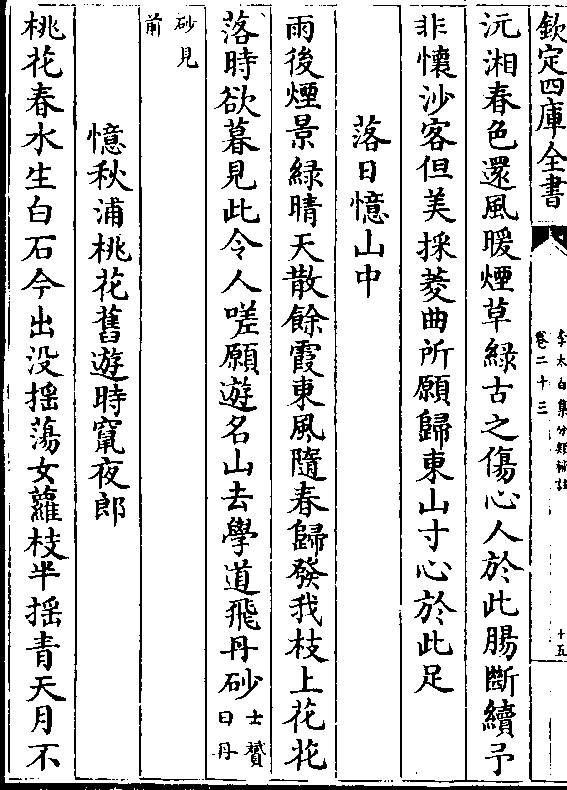 欽定四庫全書
李太白集分類補註
卷二十三
十五
沅湘春色還風暖煙草綠古之傷心人於此腸斷續予
非懷沙客但美採菱曲所願歸東山寸心於此足
落日憶山中
雨後煙景綠晴天散餘霞東風隨春歸發我枝上花花
落時欲暮見此令人嗟願遊名山去學道飛丹砂士贇曰丹
砂見前
憶秋浦桃花舊遊時竄夜郎
桃花春水生白石今出没搖蕩女蘿枝半揺青天月不